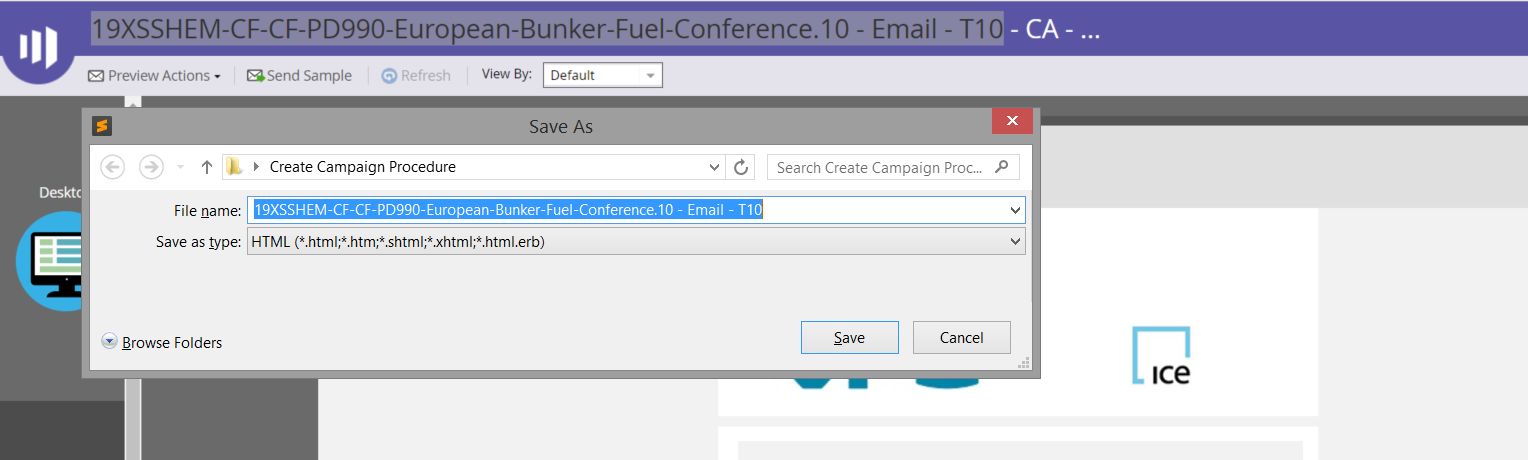 19XSSHEM-CF-CF-PD990-European-Bunker-Fuel-Conference.10 - Email - T10 - CA - ...
Preview Actions Send Sample Refresh View By: Default
Save As
Create Campaign Procedure Search Create Campaign Proc...
Deskto
File name: 19XSSHEM-CF-CF-PD990-European-Bunker-Fuel-Conference.10 - Email - T10
Save as type: HTML (*.html;*.htm;*.shtml;*.xhtml;*.html.erb)
Browse Folders Save Cancel
ice